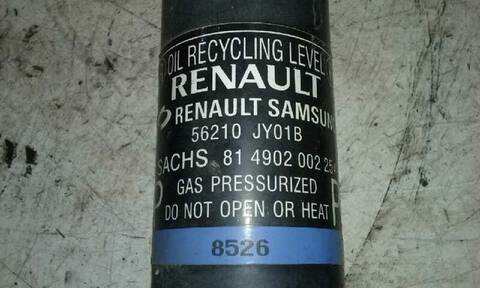 OIL RECYCLING LEVEL
RENAULT
RENAULT SAMSUN
56210 JY01B
SACHS 81 4902 002 25
GAS PRESSURIZED
DO NOT OPEN OR HEAT
8526